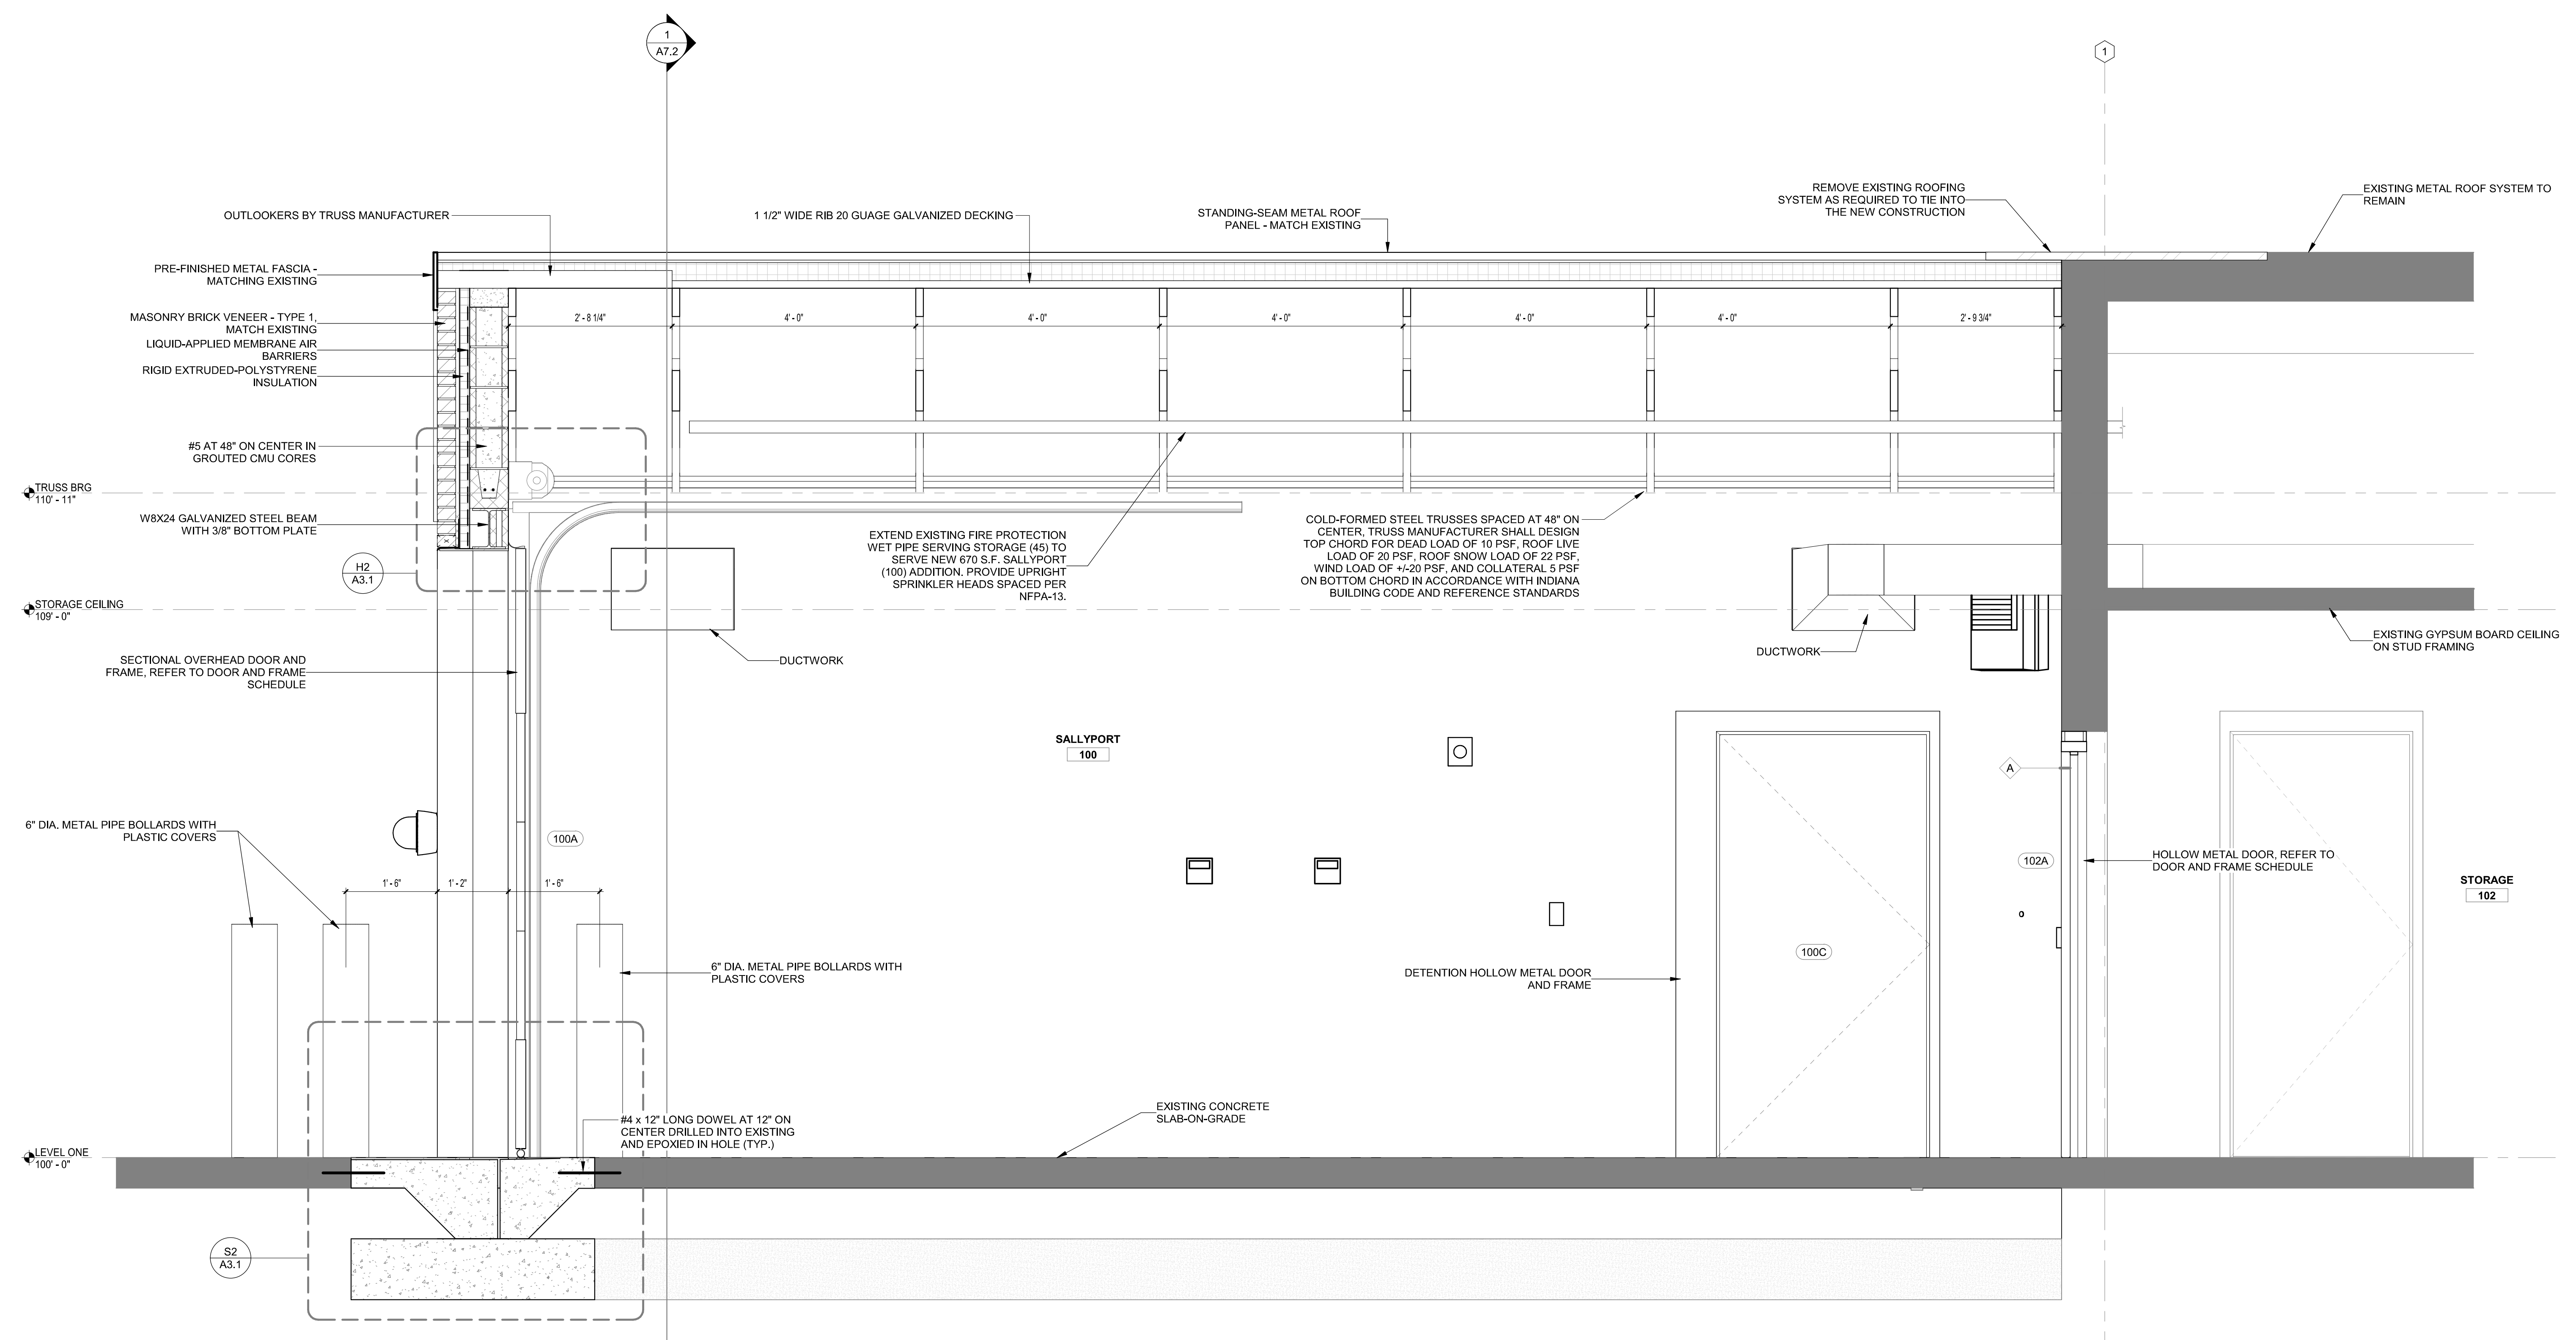 1
A7.2
1
OUTLOOKERS BY TRUSS MANUFACTURER
1 1/2" WIDE RIB 20 GUAGE GALVANIZED DECKING
STANDING-SEAM METAL ROOF
PANEL - MATCH EXISTING
REMOVE EXISTING ROOFING
SYSTEM AS REQUIRED TO TIE INTO
THE NEW CONSTRUCTION
EXISTING METAL ROOF SYSTEM TO
REMAIN
PRE-FINISHED METAL FASCIA -
MATCHING EXISTING
MASONRY BRICK VENEER - TYPE 1,
MATCH EXISTING
LIQUID-APPLIED MEMBRANE AIR
BARRIERS
RIGID EXTRUDED-POLYSTYRENE
INSULATION
2' - 8 1/4"
4' - 0"
4' - 0"
4' - 0"
4' - 0"
4' - 0"
2' - 9 3/4"
#5 AT 48" ON CENTER IN
GROUTED CMU CORES
TRUSS BRG
110' - 11"
W8X24 GALVANIZED STEEL BEAM
WITH 3/8" BOTTOM PLATE
H2
A3.1
EXTEND EXISTING FIRE PROTECTION
WET PIPE SERVING STORAGE (45) TO
SERVE NEW 670 S.F. SALLYPORT
(100) ADDITION. PROVIDE UPRIGHT
SPRINKLER HEADS SPACED PER
NFPA-13.
COLD-FORMED STEEL TRUSSES SPACED AT 48" ON
CENTER, TRUSS MANUFACTURER SHALL DESIGN
TOP CHORD FOR DEAD LOAD OF 10 PSF, ROOF LIVE
LOAD OF 20 PSF, ROOF SNOW LOAD OF 22 PSF,
WIND LOAD OF +/-20 PSF, AND COLLATERAL 5 PSF
ON BOTTOM CHORD IN ACCORDANCE WITH INDIANA
BUILDING CODE AND REFERENCE STANDARDS
STORAGE CEILING
109' - 0"
EXISTING GYPSUM BOARD CEILING
ON STUD FRAMING
DUCTWORK
DUCTWORK
SECTIONAL OVERHEAD DOOR AND
FRAME, REFER TO DOOR AND FRAME
SCHEDULE
SALLYPORT
100
A
6" DIA. METAL PIPE BOLLARDS WITH
PLASTIC COVERS
100A
102A
HOLLOW METAL DOOR, REFER TO
DOOR AND FRAME SCHEDULE
STORAGE
102
1' - 6"
1' - 2"
1' - 6"
6" DIA. METAL PIPE BOLLARDS WITH
PLASTIC COVERS
DETENTION HOLLOW METAL DOOR
AND FRAME
100C
#4 x 12" LONG DOWEL AT 12" ON
CENTER DRILLED INTO EXISTING
AND EPOXIED IN HOLE (TYP.)
EXISTING CONCRETE
SLAB-ON-GRADE
LEVEL ONE
100' - 0"
S2
A3.1